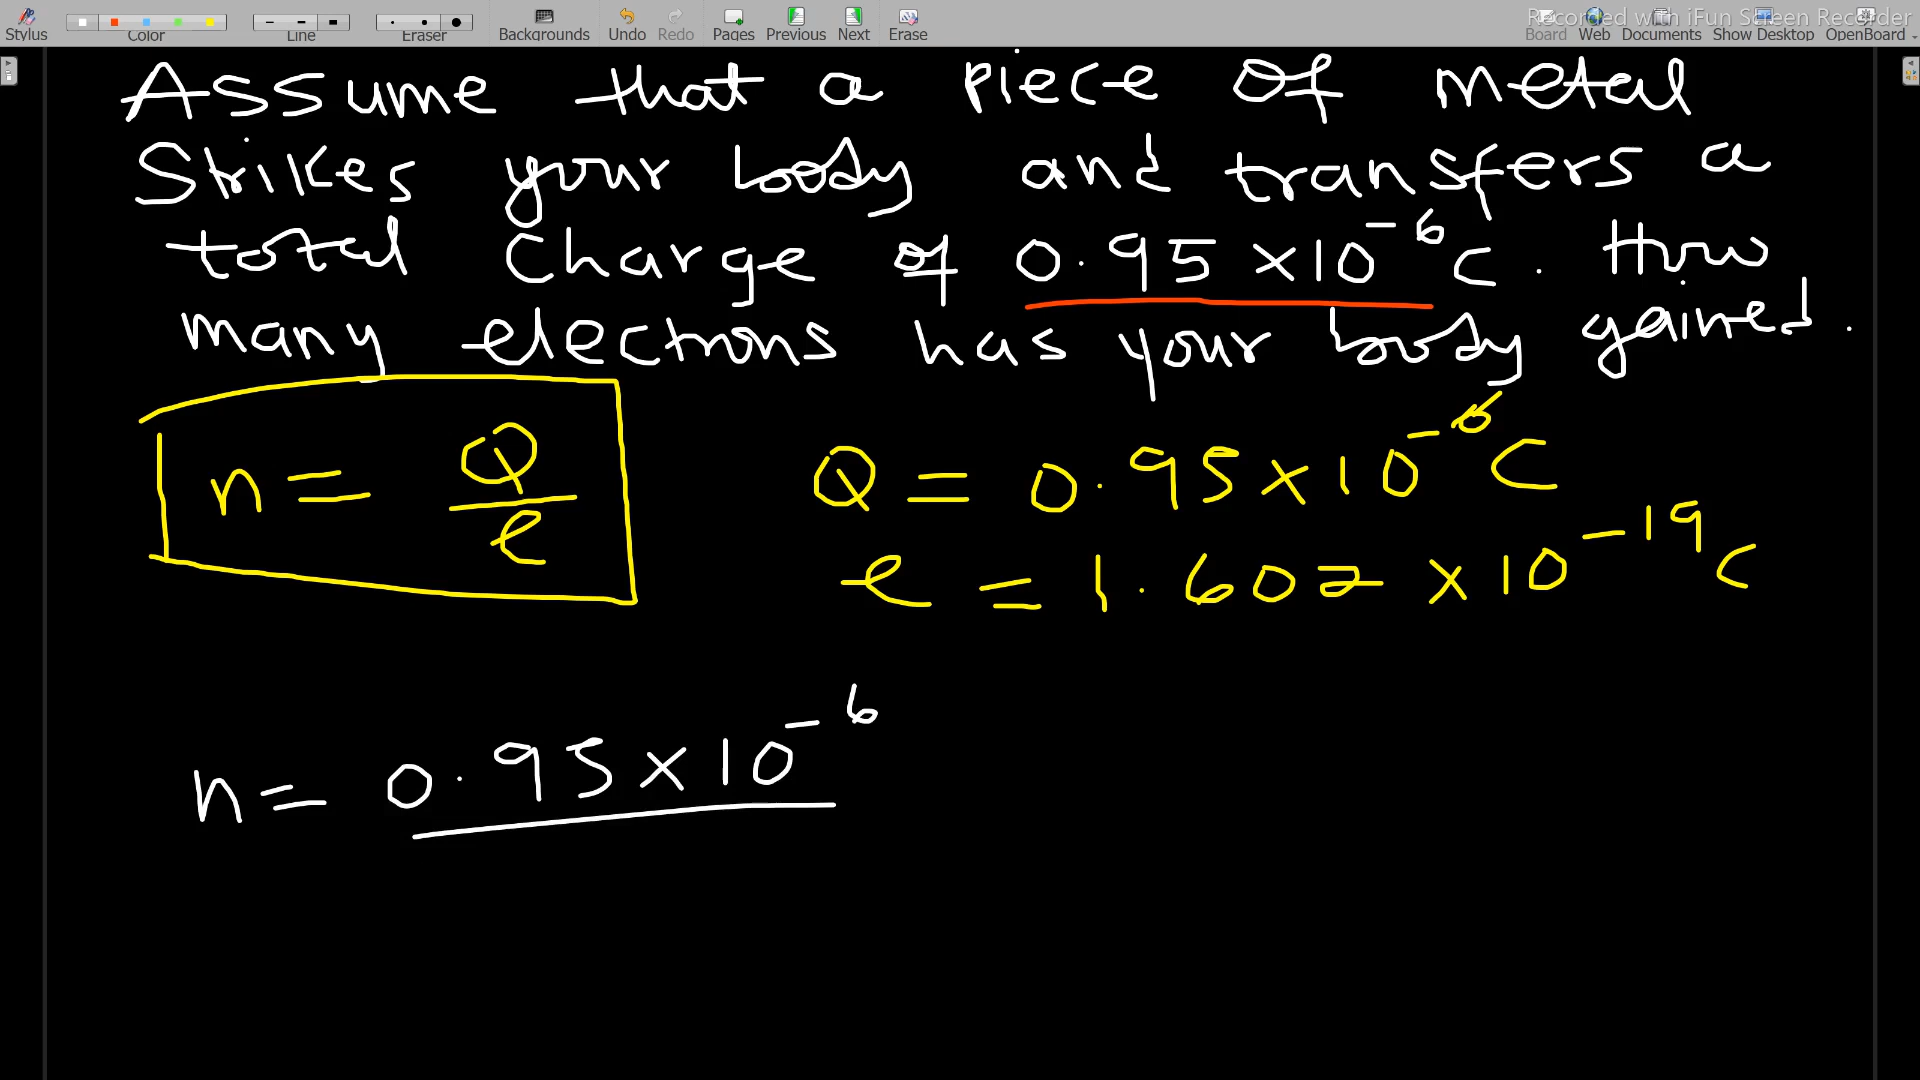 Recorded with iFun Screen Recorder
Stylus Color Line Eraser Backgrounds Undo Redo Pages Previous Next Erase Board Web Documents Show Desktop OpenBoard
Assume that a piece of metal
Strikes your body and transfers a
total Charge of 0.95 ×10⁻⁶ C. How
many electrons has your body gained.
n = Q/e
Q = 0.95×10⁻⁶ C
e = 1.602 ×10⁻¹⁹ C
n = 0.95×10⁻⁶